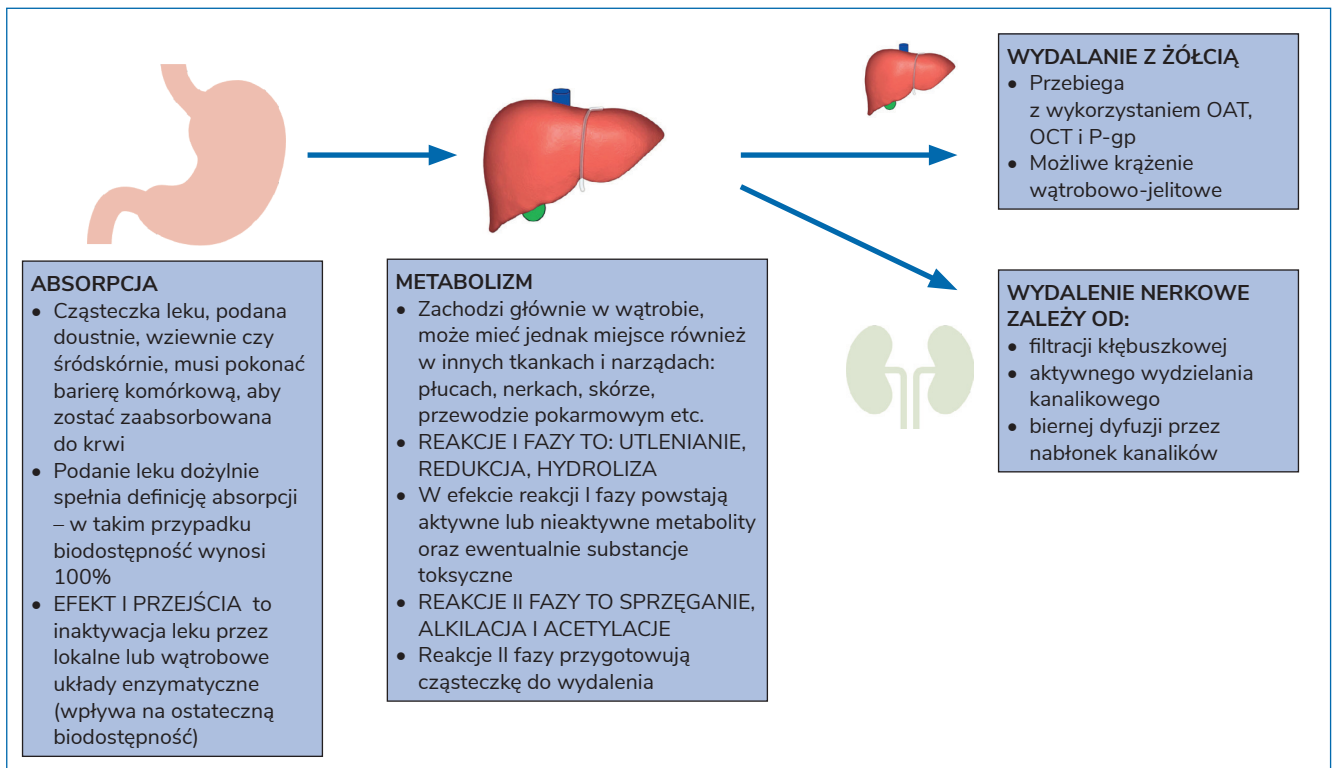 ABSORPCJA
• Cząsteczka leku, podana
doustnie, wziewnie czy
śródskórnie, musi pokonać
barierę komórkową, aby
zostać zaabsorbowana
do krwi
• Podanie leku dożylnie
spełnia definicję absorpcji
– w takim przypadku
biodostępność wynosi
100%
• EFEKT I PRZEJŚCIA to
inaktywacja leku przez
lokalne lub wątrobowe
układy enzymatyczne
(wpływa na ostateczną
biodostępność)
METABOLIZM
• Zachodzi głównie w wątrobie,
może mieć jednak miejsce również
w innych tkankach i narządach:
płucach, nerkach, skórze,
przewodzie pokarmowym etc.
• REAKCJE I FAZY TO: UTLENIANIE,
REDUKCJA, HYDROLIZA
• W efekcie reakcji I fazy powstają
aktywne lub nieaktywne metabolity
oraz ewentualnie substancje
toksyczne
• REAKCJE II FAZY TO SPRZĘGANIE,
ALKILACJA I ACETYLACJE
• Reakcje II fazy przygotowują
cząsteczkę do wydalenia
WYDALANIE Z ŻÓŁCIĄ
• Przebiega
z wykorzystaniem OAT,
OCT i P-gp
• Możliwe krążenie
wątrobowo-jelitowe
WYDALENIE NERKOWE
ZALEŻY OD:
• filtracji kłębuszkowej
• aktywnego wydzielania
kanalikowego
• biernej dyfuzji przez
nabłonek kanalików